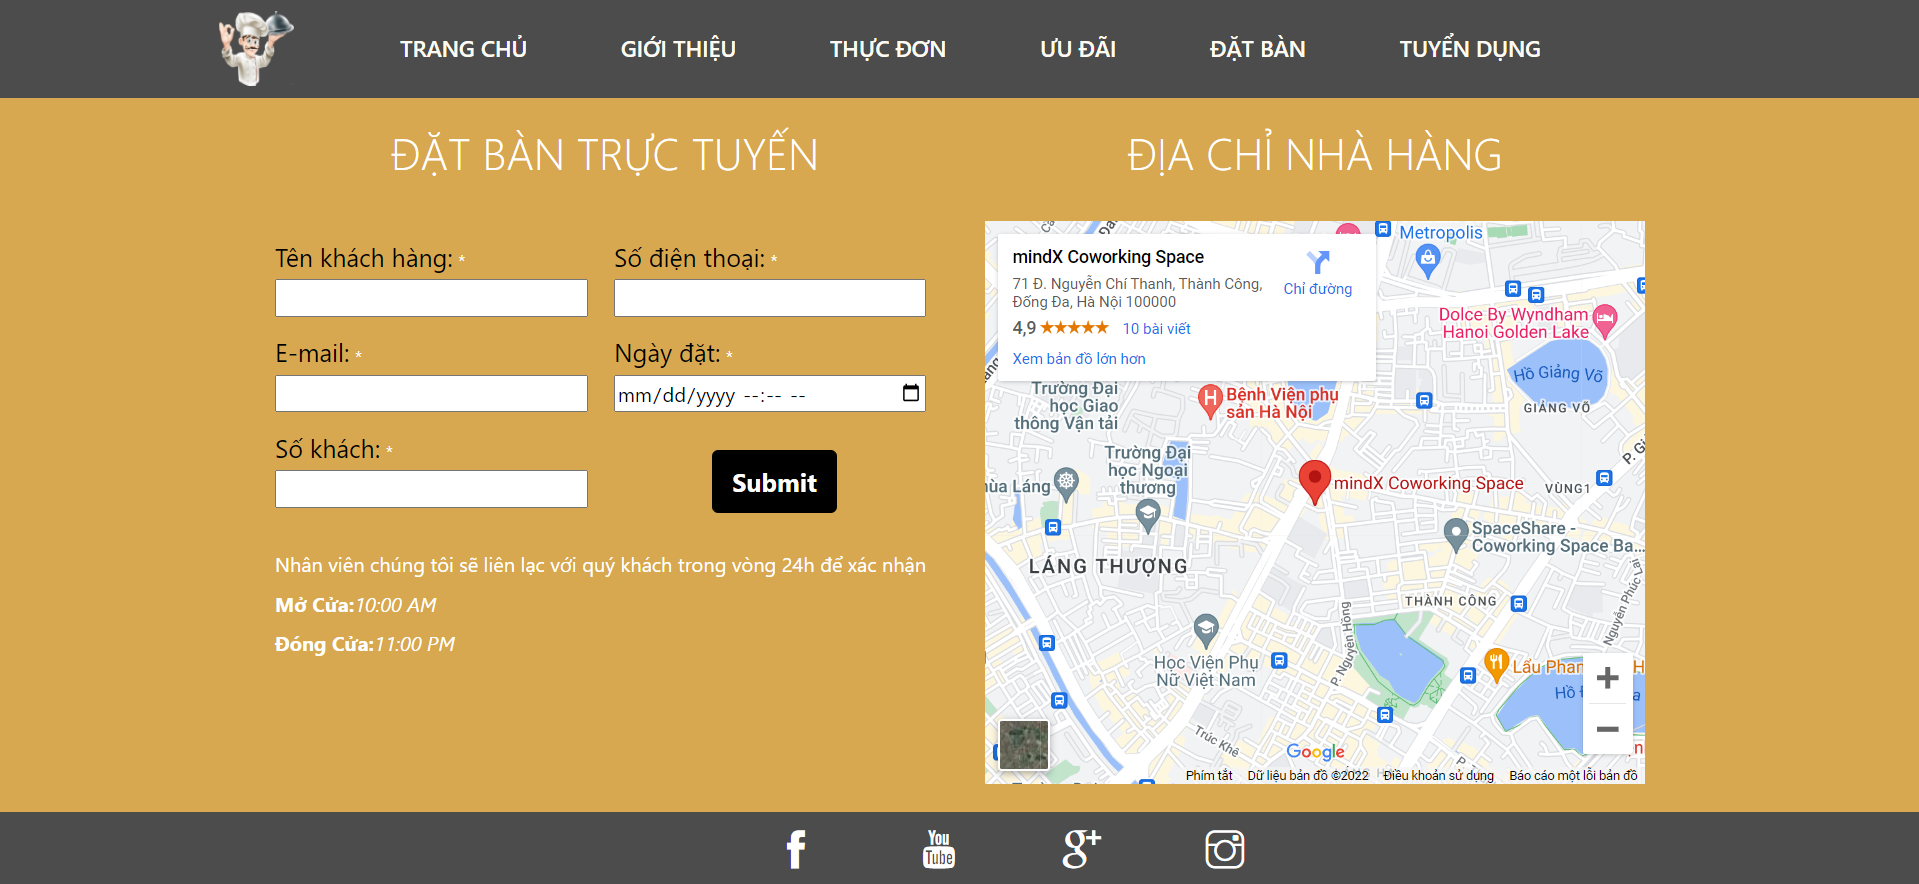 TRANG CHỦ GIỚI THIỆU THỰC ĐƠN ƯU ĐÃI ĐẶT BÀN TUYỂN DỤNG
ĐẶT BÀN TRỰC TUYẾN
Tên khách hàng: *
Số điện thoại: *
E-mail: *
Ngày đặt: *
mm/dd/yyyy --:-- --
Số khách: *
Submit
Nhân viên chúng tôi sẽ liên lạc với quý khách trong vòng 24h để xác nhận
Mở Cửa:10:00 AM
Đóng Cửa:11:00 PM
ĐỊA CHỈ NHÀ HÀNG
mindX Coworking Space
71 Đ. Nguyễn Chí Thanh, Thành Công,
Đống Đa, Hà Nội 100000
Chỉ đường
4,9 ★★★★★ 10 bài viết
Xem bản đồ lớn hơn
Metropolis
Dolce By Wyndham
Hanoi Golden Lake
Hồ Giảng Võ
GIẢNG VÕ
Trường Đại
học Giao
thông Vận tải
H
Bệnh Viện phụ
sản Hà Nội
P. Gi
Trường Đại
học Ngoại
thương
hùa Láng
mindX Coworking Space
VÙNG1
SpaceShare -
Coworking Space Ba...
LÁNG THƯỢNG
THÀNH CÔNG
Nguyễn Phúc Lai
P. Nguyên Hồng
Học Viện Phụ
Nữ Việt Nam
Lẩu Phan
H
Hồ Đ
+
−
Trúc Khê
Google
Phím tắt Dữ liệu bản đồ ©2022 Điều khoản sử dụng Báo cáo một lỗi bản đồ
f
You
Tube
g+